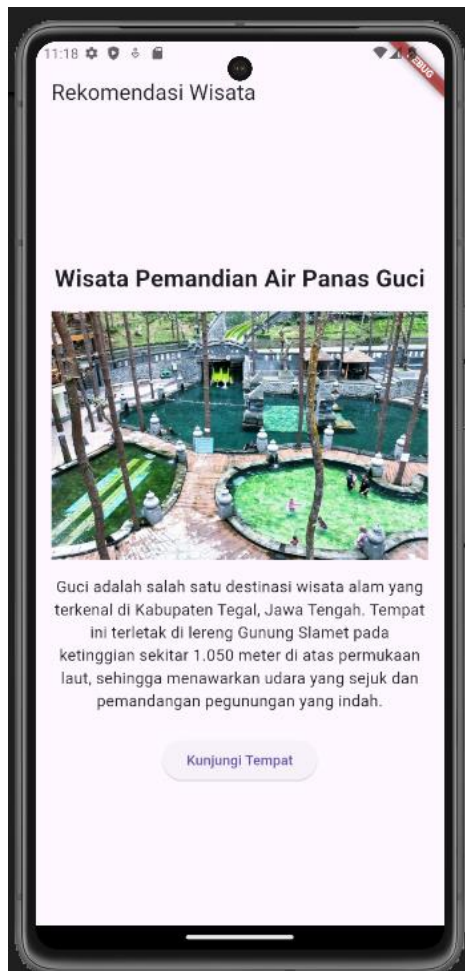 11:18
DEBUG
Rekomendasi Wisata
Wisata Pemandian Air Panas Guci
Guci adalah salah satu destinasi wisata alam yang
terkenal di Kabupaten Tegal, Jawa Tengah. Tempat
ini terletak di lereng Gunung Slamet pada
ketinggian sekitar 1.050 meter di atas permukaan
laut, sehingga menawarkan udara yang sejuk dan
pemandangan pegunungan yang indah.
Kunjungi Tempat